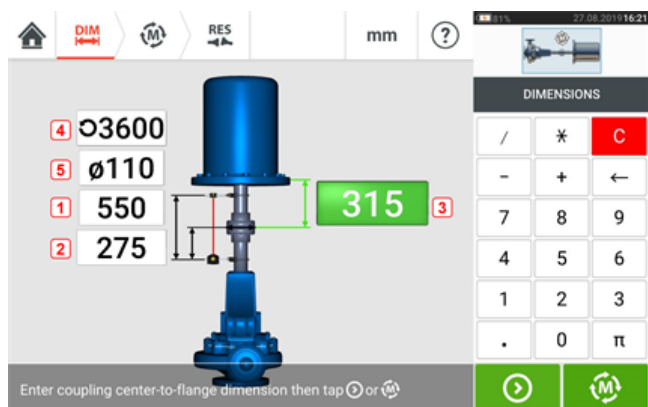 DIM
M
RES
mm
?
81% 27.08.2019 16:21
DIMENSIONS
4 3600
5 ø110
1 550
2 275
315 3
/ * C
- + ←
7 8 9
4 5 6
1 2 3
. 0 π
Enter coupling center-to-flange dimension then tap or M
M